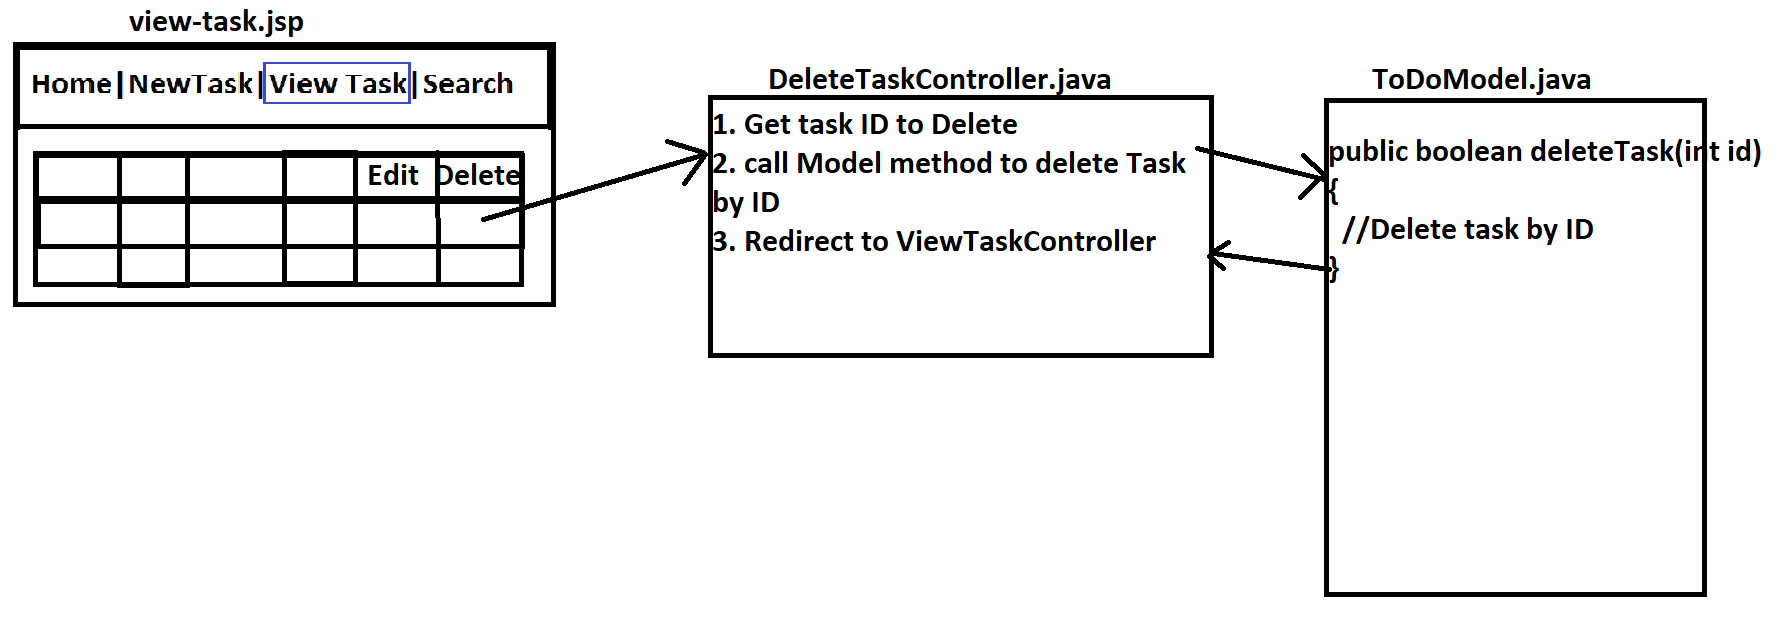 view-task.jsp
Home|NewTask|View Task|Search
Edit Delete
DeleteTaskController.java
1. Get task ID to Delete
2. call Model method to delete Task
by ID
3. Redirect to ViewTaskController
ToDoModel.java
public boolean deleteTask(int id)
{
//Delete task by ID
}